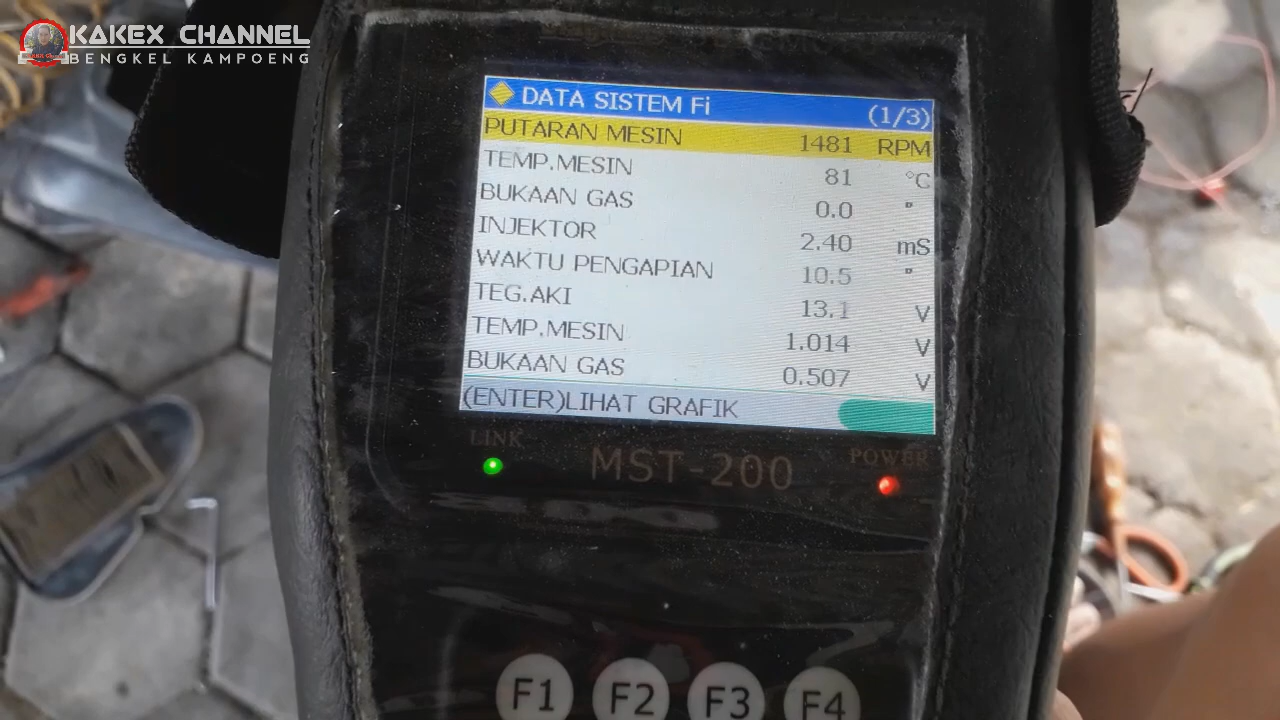 KAKEX CHANNEL
BENGKEL KAMPOENG
DATA SISTEM Fi (1/3)
PUTARAN MESIN 1481 RPM
TEMP.MESIN 81 °C
BUKAAN GAS 0.0 °
INJEKTOR 2.40 mS
WAKTU PENGAPIAN 10.5 °
TEG.AKI 13.1 V
TEMP.MESIN 1.014 V
BUKAAN GAS 0.507 V
(ENTER)LIHAT GRAFIK
LINK
MST-200
POWER
F1 F2 F3 F4